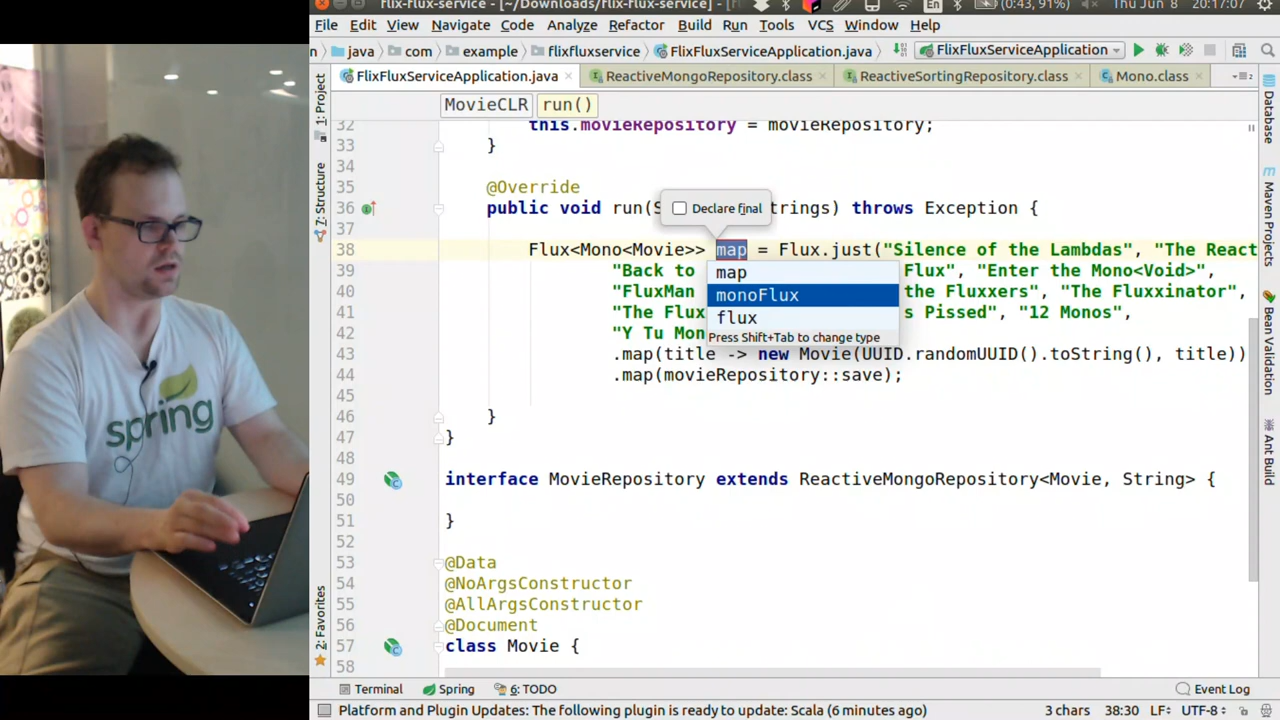 flix-flux-service - [~/Downloads/flix-flux-service] -
En (0:43, 91%) Thu Jun 8 20:17:07
File Edit View Navigate Code Analyze Refactor Build Run Tools VCS Window Help
java com example flixfluxservice FlixFluxServiceApplication.java FlixFluxServiceApplication
FlixFluxServiceApplication.java ReactiveMongoRepository.class ReactiveSortingRepository.class Mono.class
MovieCLR run()
32 this.movieRepository = movieRepository;
33 }
34
35 @Override
36 public void run(S trings) throws Exception {
Declare final
38 Flux<Mono<Movie>> map = Flux.just("Silence of the Lambdas", "The React
39 "Back to Flux", "Enter the Mono<Void>",
map
40 "FluxMan the Fluxxers", "The Fluxxinator",
monoFlux
41 "The Flux s Pissed", "12 Monos",
flux
42 "Y Tu Mon
Press Shift+Tab to change type
43 .map(title -> new Movie(UUID.randomUUID().toString(), title))
44 .map(movieRepository::save);
45
46 }
47 }
48
49 interface MovieRepository extends ReactiveMongoRepository<Movie, String> {
50
51 }
52
53 @Data
54 @NoArgsConstructor
55 @AllArgsConstructor
56 @Document
57 class Movie {
58
1: Project
7: Structure
2: Favorites
Database
Maven Projects
Bean Validation
Ant Build
spring
Terminal Spring 6: TODO Event Log
Platform and Plugin Updates: The following plugin is ready to update: Scala (6 minutes ago) 3 chars 38:30 LF÷ UTF-8÷